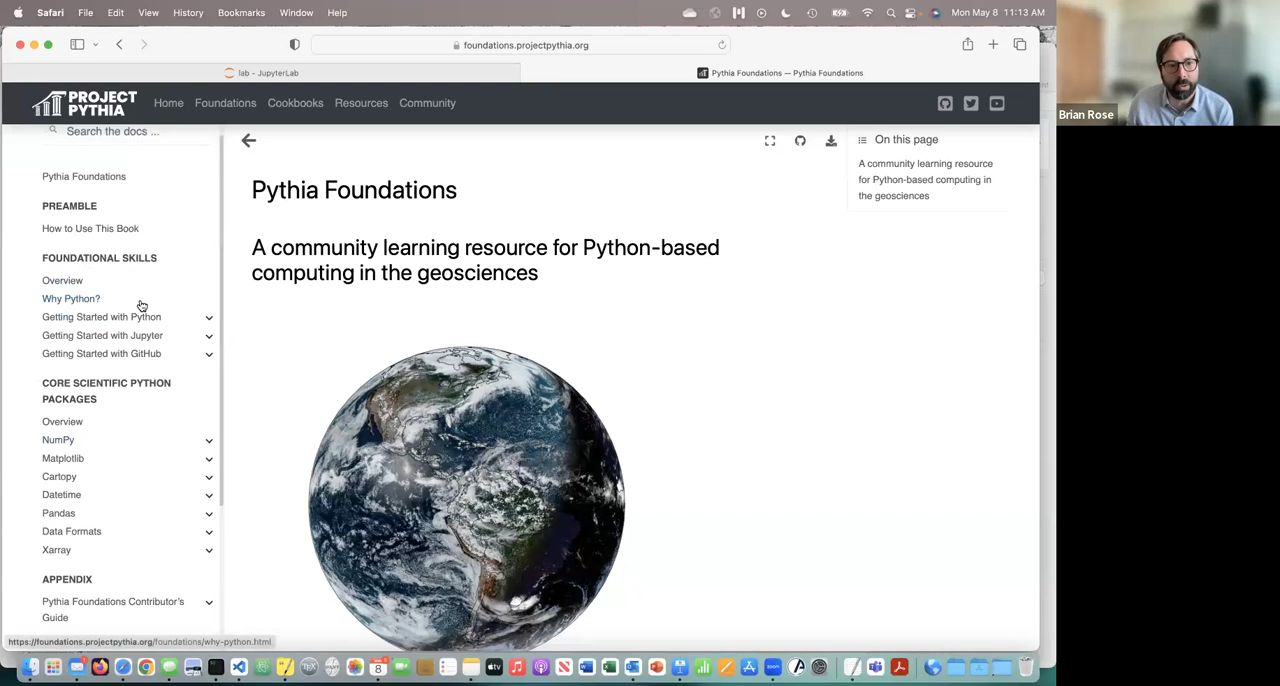 Safari File Edit View History Bookmarks Window Help
Mon May 8 11:13 AM
foundations.projectpythia.org
lab - JupyterLab
Pythia Foundations — Pythia Foundations
PROJECT
PYTHIA
Home Foundations Cookbooks Resources Community
Brian Rose
Search the docs ...
Pythia Foundations
PREAMBLE
How to Use This Book
FOUNDATIONAL SKILLS
Overview
Why Python?
Getting Started with Python
Getting Started with Jupyter
Getting Started with GitHub
CORE SCIENTIFIC PYTHON
PACKAGES
Overview
NumPy
Matplotlib
Cartopy
Datetime
Pandas
Data Formats
Xarray
APPENDIX
Pythia Foundations Contributor's
Guide
https://foundations.projectpythia.org/foundations/why-python.html
Pythia Foundations
A community learning resource for Python-based
computing in the geosciences
On this page
A community learning resource
for Python-based computing in
the geosciences